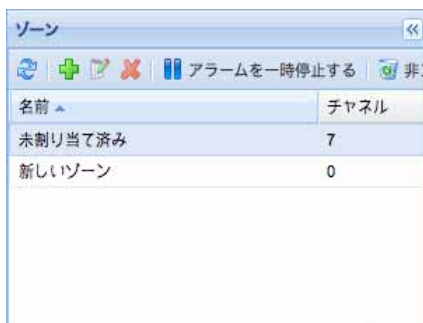 ゾーン
アラームを一時停止する 非
名前 チャネル
未割り当て済み 7
新しいゾーン 0